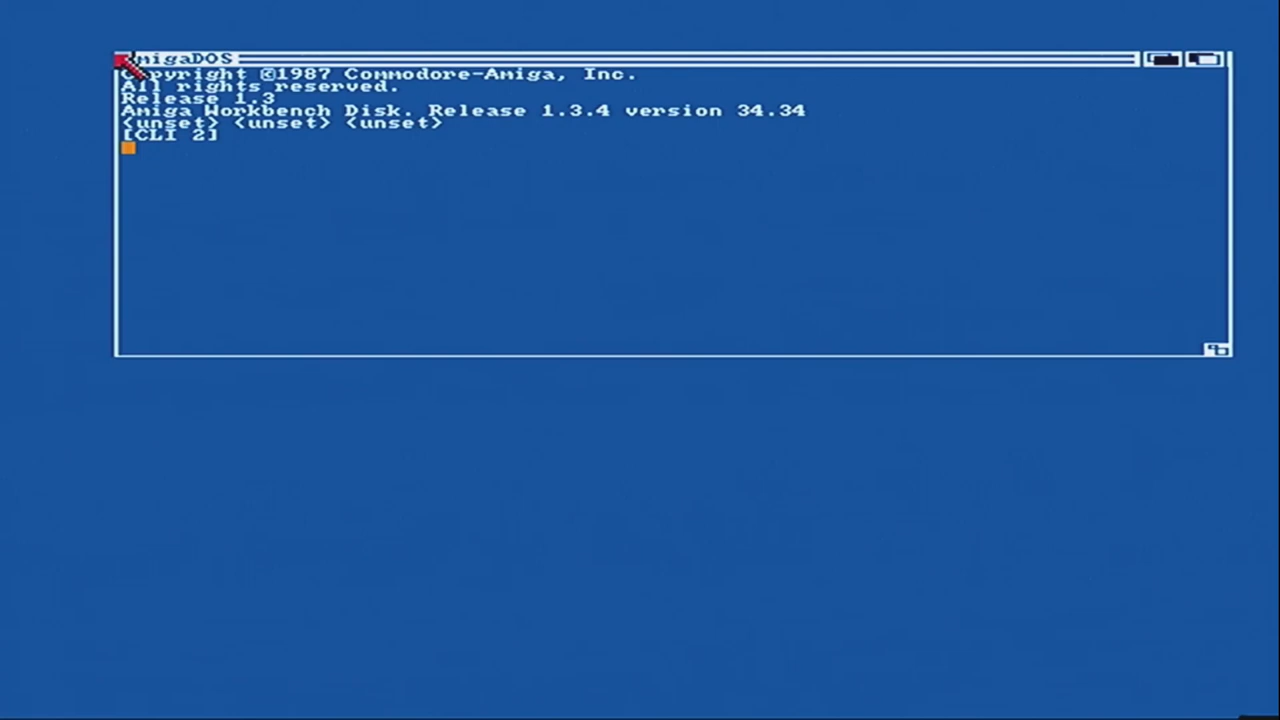 AmigaDOS
Copyright ©1987 Commodore-Amiga, Inc.
All rights reserved.
Release 1.3
Amiga Workbench Disk. Release 1.3.4 version 34.34
<unset> <unset> <unset>
[CLI 2]